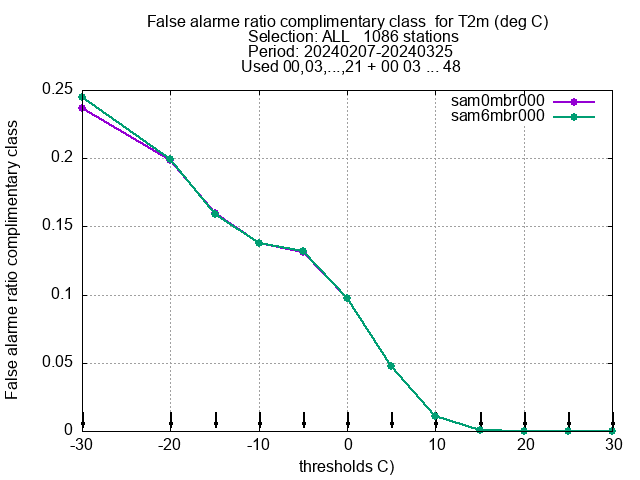 False alarme ratio complimentary class  for T2m (deg C)
Selection: ALL   1086 stations
Period: 20240207-20240325
Used 00,03,...,21 + 00 03 ... 48
sam0mbr000
sam6mbr000
False alarme ratio complimentary class
0.25
0.2
0.15
0.1
0.05
0
-30 -20 -10 0 10 20 30
thresholds C)